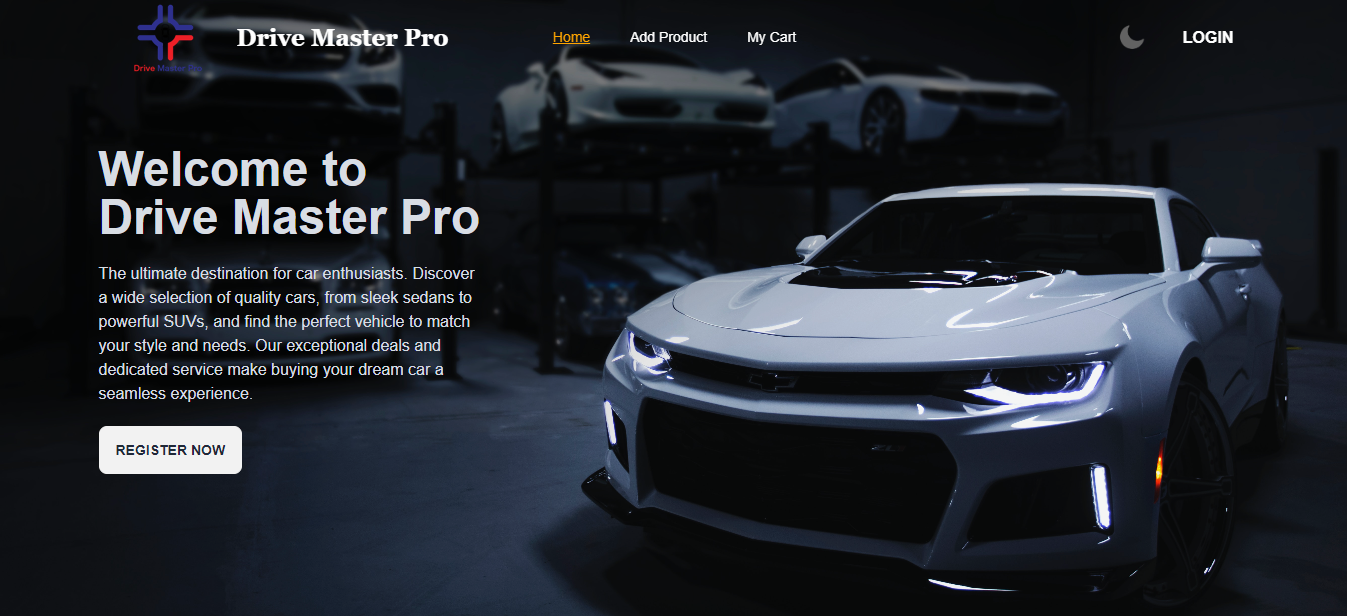 Drive Master Pro
Home
Add Product
My Cart
LOGIN
Drive Master
Welcome to
Drive Master Pro
The ultimate destination for car enthusiasts. Discover
a wide selection of quality cars, from sleek sedans to
powerful SUVs, and find the perfect vehicle to match
your style and needs. Our exceptional deals and
dedicated service make buying your dream car a
seamless experience.
REGISTER NOW